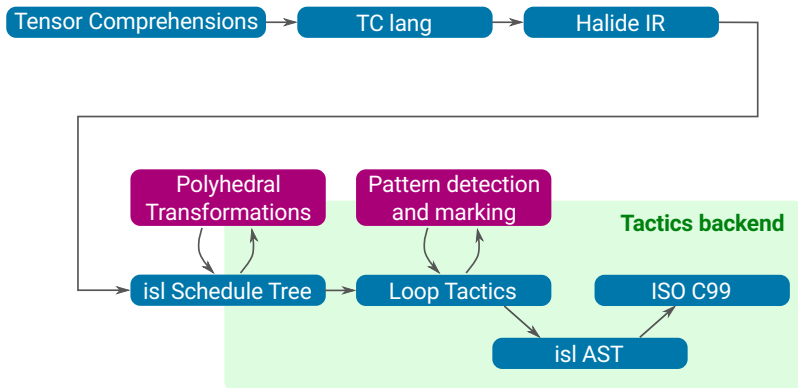 Tensor Comprehensions
TC lang
Halide IR
Polyhedral
Transformations
Pattern detection
and marking
Tactics backend
isl Schedule Tree
Loop Tactics
ISO C99
isl AST